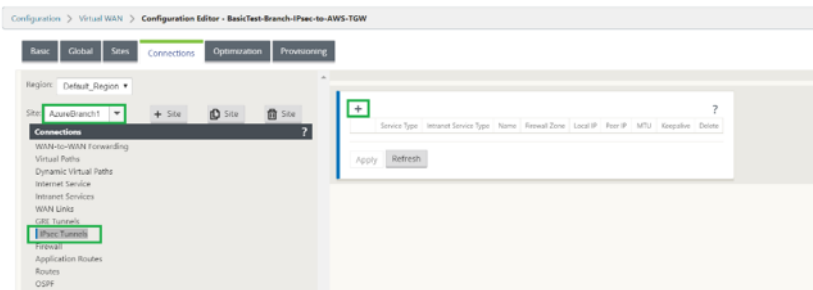 Configuration > Virtual WAN > Configuration Editor - BasicTest-Branch-IPsec-to-AWS-TGW
Basic Global Sites Connections Optimization Provisioning
Region: Default_Region
Site: AzureBranch1 + Site Site Site
Connections ?
WAN-to-WAN Forwarding
Virtual Paths
Dynamic Virtual Paths
Internet Service
Intranet Services
WAN Links
GRE Tunnels
IPsec Tunnels
Firewall
Application Routes
Routes
OSPF
+ ?
Service Type Intranet Service Type Name Firewall Zone Local IP Peer IP MTU Keepalive Delete
Apply Refresh